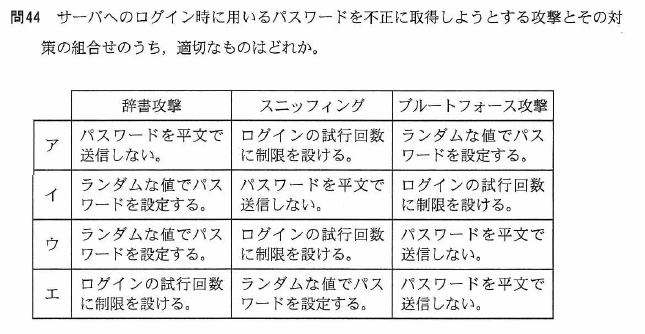 問44 サーバへのログイン時に用いるパスワードを不正に取得しようとする攻撃とその対
策の組合せのうち，適切なものはどれか。
辞書攻撃 スニッフィング ブルートフォース攻撃
ア パスワードを平文で送信しない。 ログインの試行回数に制限を設ける。 ランダムな値でパスワードを設定する。
イ ランダムな値でパスワードを設定する。 パスワードを平文で送信しない。 ログインの試行回数に制限を設ける。
ウ ランダムな値でパスワードを設定する。 ログインの試行回数に制限を設ける。 パスワードを平文で送信しない。
エ ログインの試行回数に制限を設ける。 ランダムな値でパスワードを設定する。 パスワードを平文で送信しない。